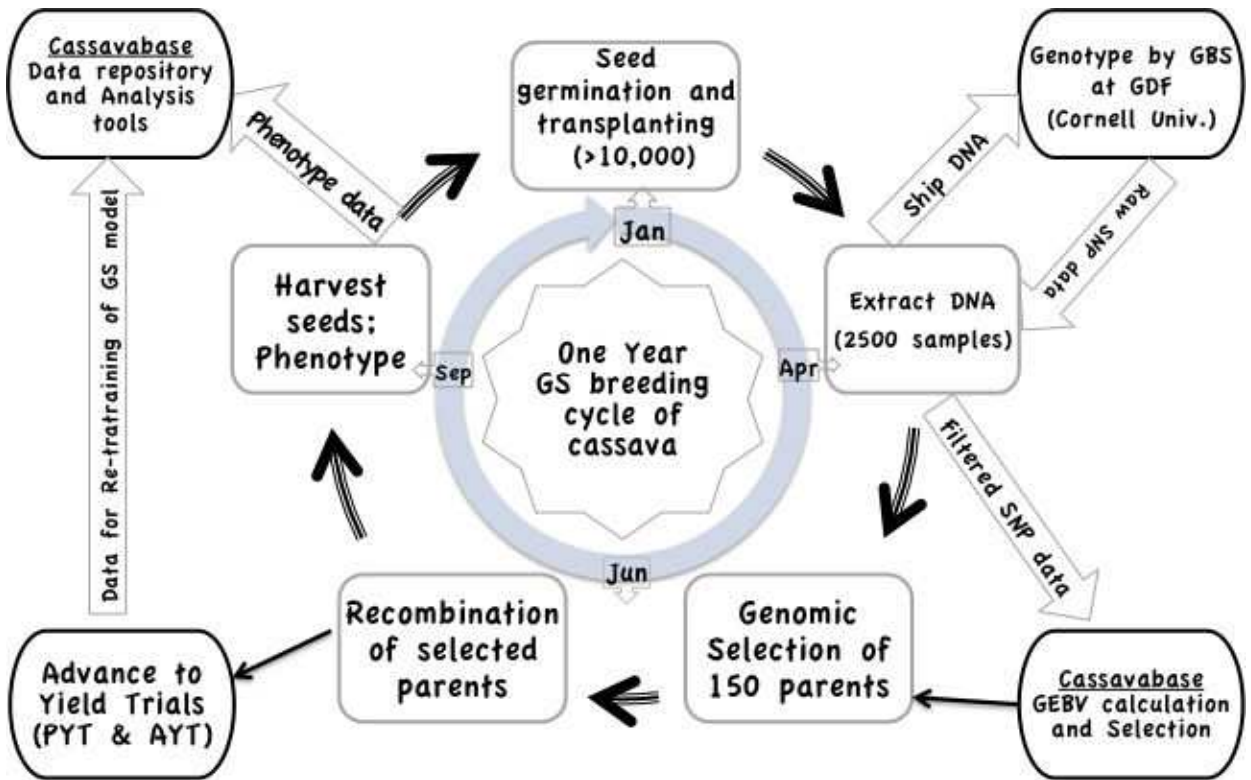 Cassavabase
Data repository
and Analysis
tools
Seed
germination and
transplanting
(>10,000)
Genotype by GBS
at GDF
(Cornell Univ.)
Phenotype data
Ship DNA
Raw SNP data
Jan
Harvest
seeds;
Phenotype
Extract DNA
(2500 samples)
Sep
Apr
One Year
GS breeding
cycle of
cassava
Data for Re-tratraining of GS model
Filtered SNP data
Jun
Recombination
of selected
parents
Genomic
Selection of
150 parents
Advance to
Yield Trials
(PYT & AYT)
Cassavabase
GEBV calculation
and Selection